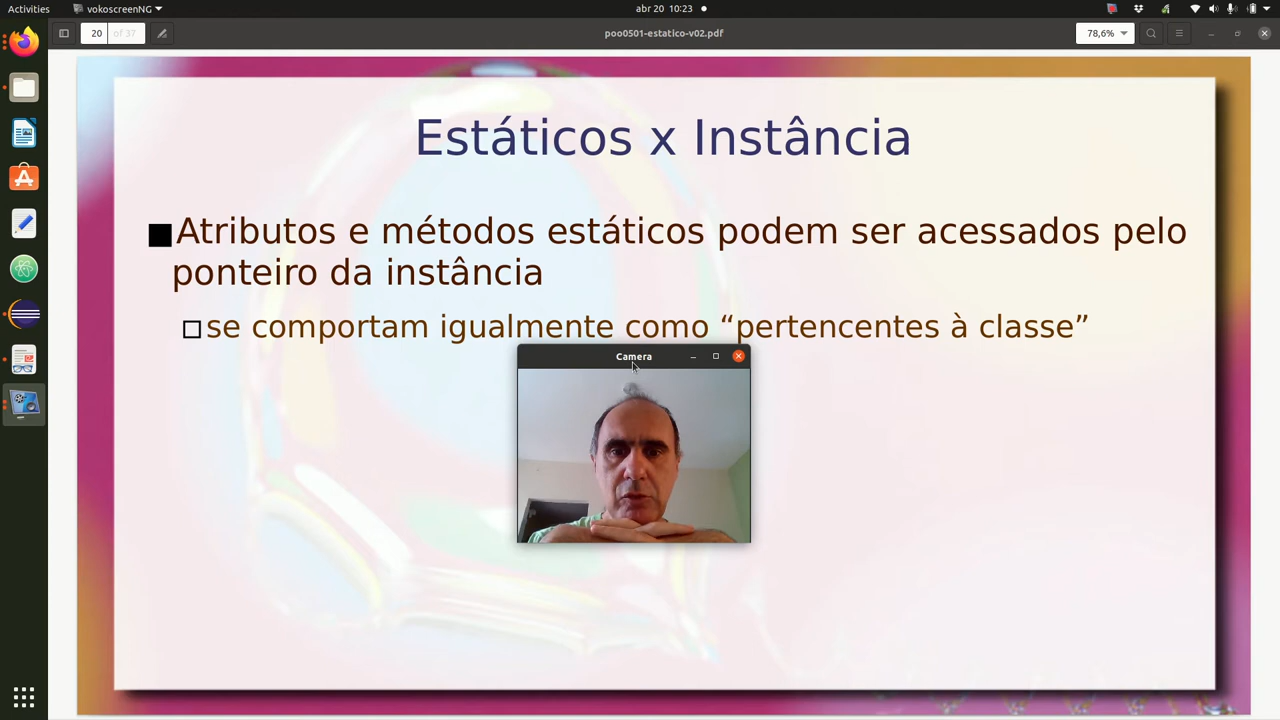 Activities
vokoscreenNG
abr 20 10:23
20
of 37
poo0501-estatico-v02.pdf
78,6%
Estáticos x Instância
Atributos e métodos estáticos podem ser acessados pelo
ponteiro da instância
se comportam igualmente como “pertencentes à classe”
Camera